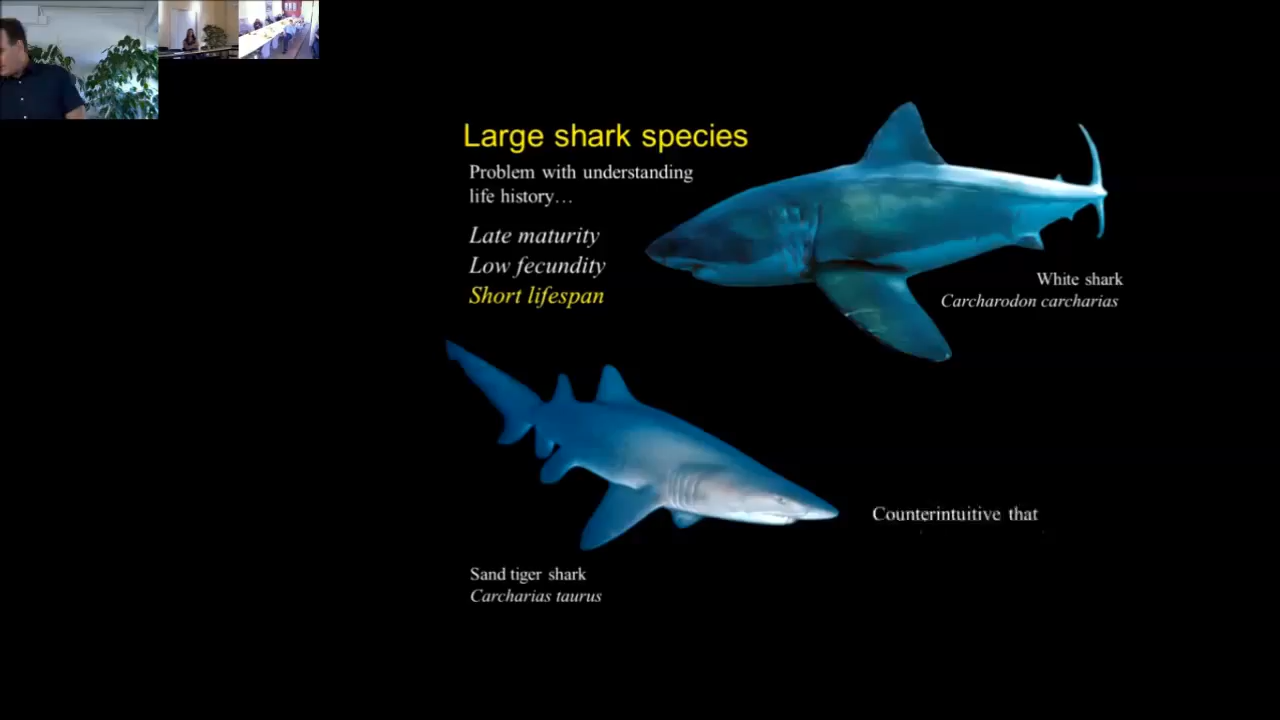 Large shark species
Problem with understanding
life history…
Late maturity
Low fecundity
Short lifespan
White shark
Carcharodon carcharias
Counterintuitive that
Sand tiger shark
Carcharias taurus